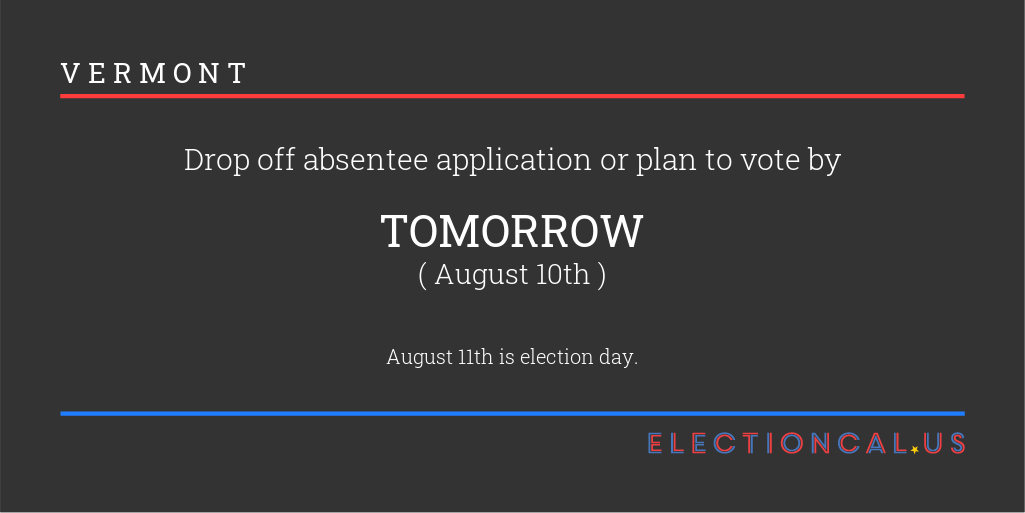 VERMONT
Drop off absentee application or plan to vote by
TOMORROW
( August 10th )
August 11th is election day.
ELECTIONCAL.US